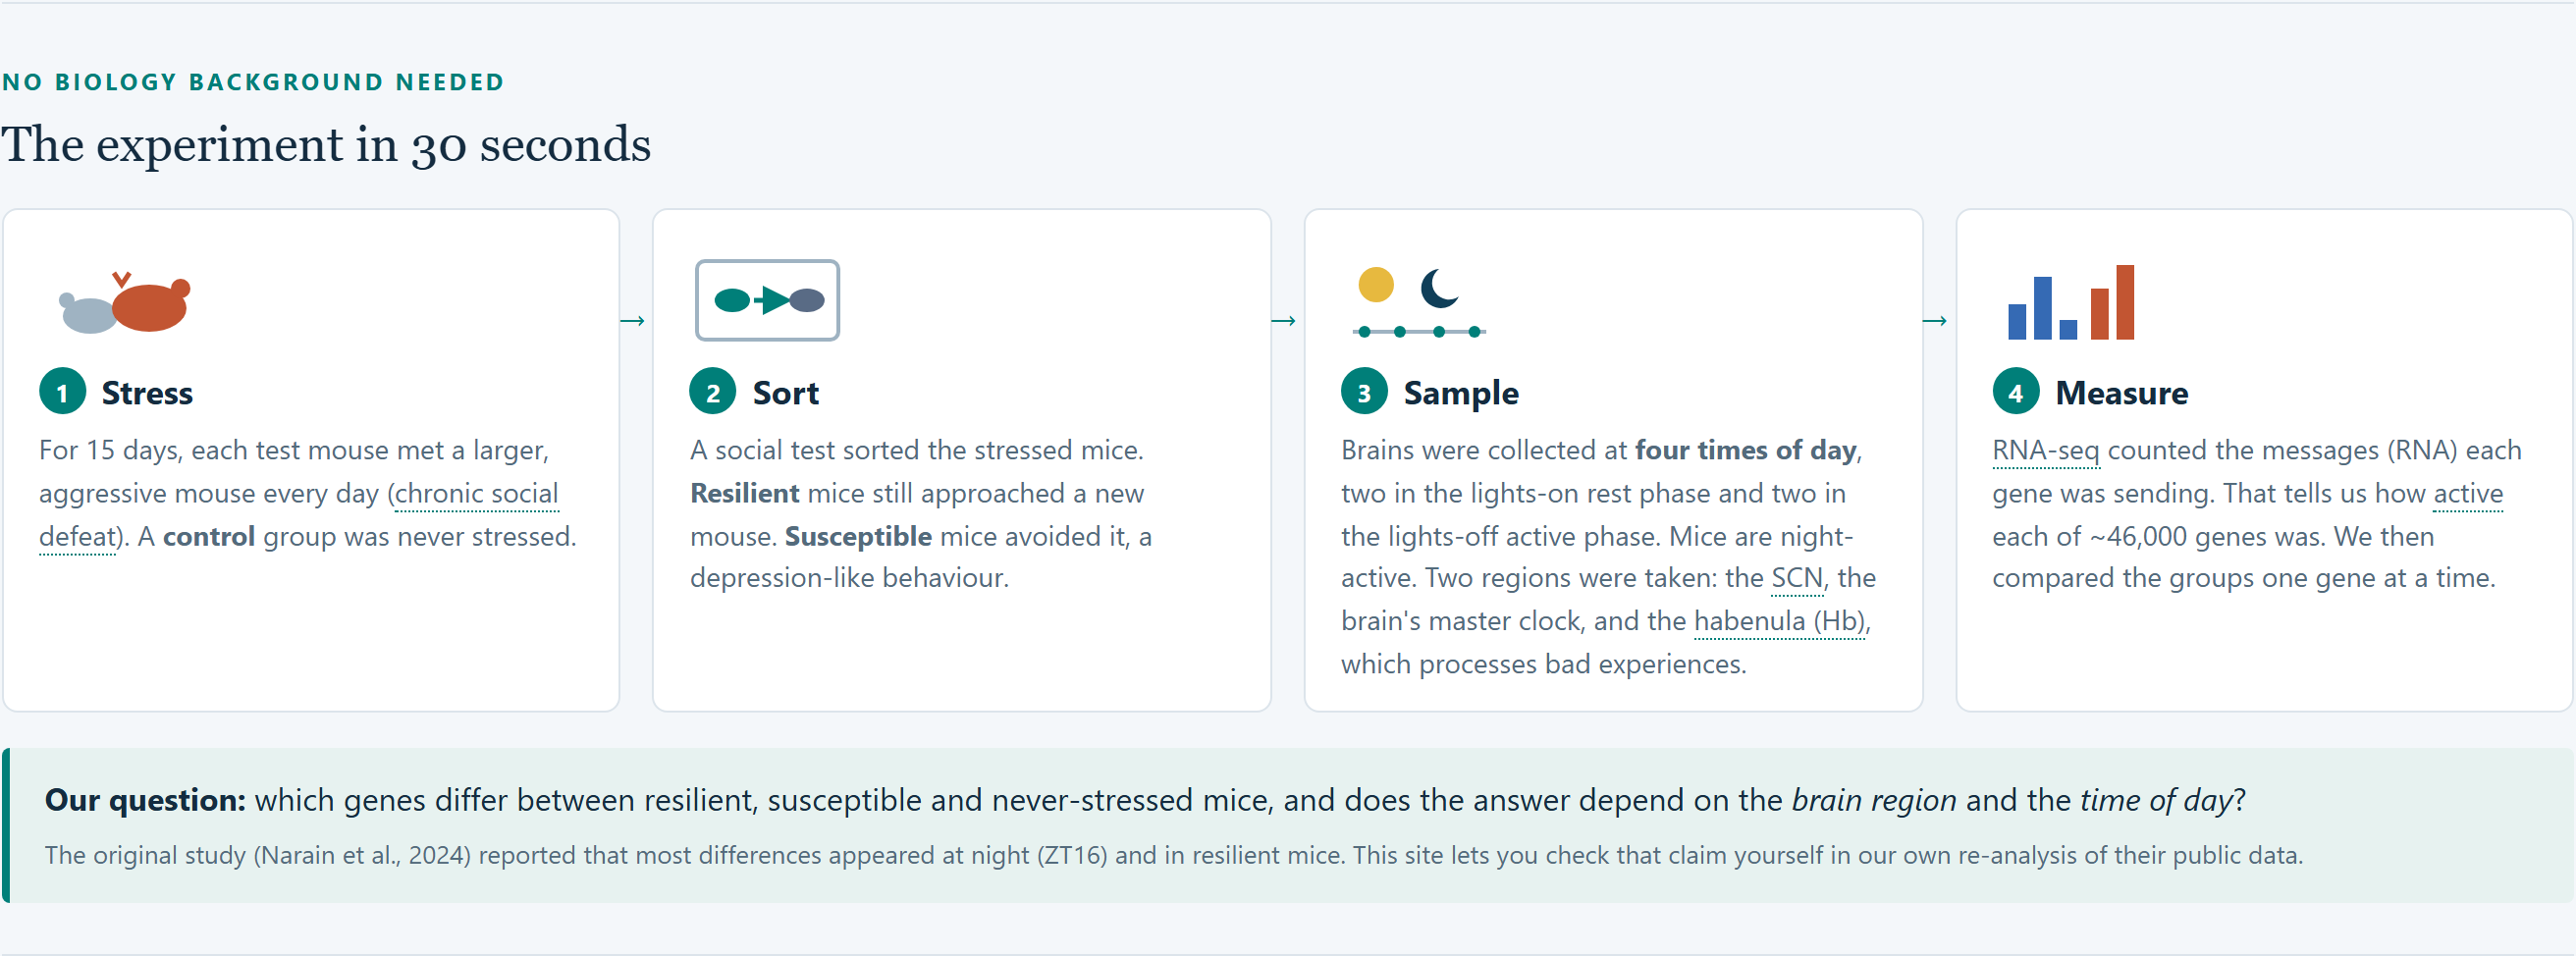 NO BIOLOGY BACKGROUND NEEDED
The experiment in 30 seconds
1 Stress
For 15 days, each test mouse met a larger,
aggressive mouse every day (chronic social
defeat). A control group was never stressed.
→
2 Sort
A social test sorted the stressed mice.
Resilient mice still approached a new
mouse. Susceptible mice avoided it, a
depression-like behaviour.
→
3 Sample
Brains were collected at four times of day,
two in the lights-on rest phase and two in
the lights-off active phase. Mice are night-
active. Two regions were taken: the SCN, the
brain's master clock, and the habenula (Hb),
which processes bad experiences.
→
4 Measure
RNA-seq counted the messages (RNA) each
gene was sending. That tells us how active
each of ~46,000 genes was. We then
compared the groups one gene at a time.
Our question: which genes differ between resilient, susceptible and never-stressed mice, and does the answer depend on the brain region and the time of day?
The original study (Narain et al., 2024) reported that most differences appeared at night (ZT16) and in resilient mice. This site lets you check that claim yourself in our own re-analysis of their public data.